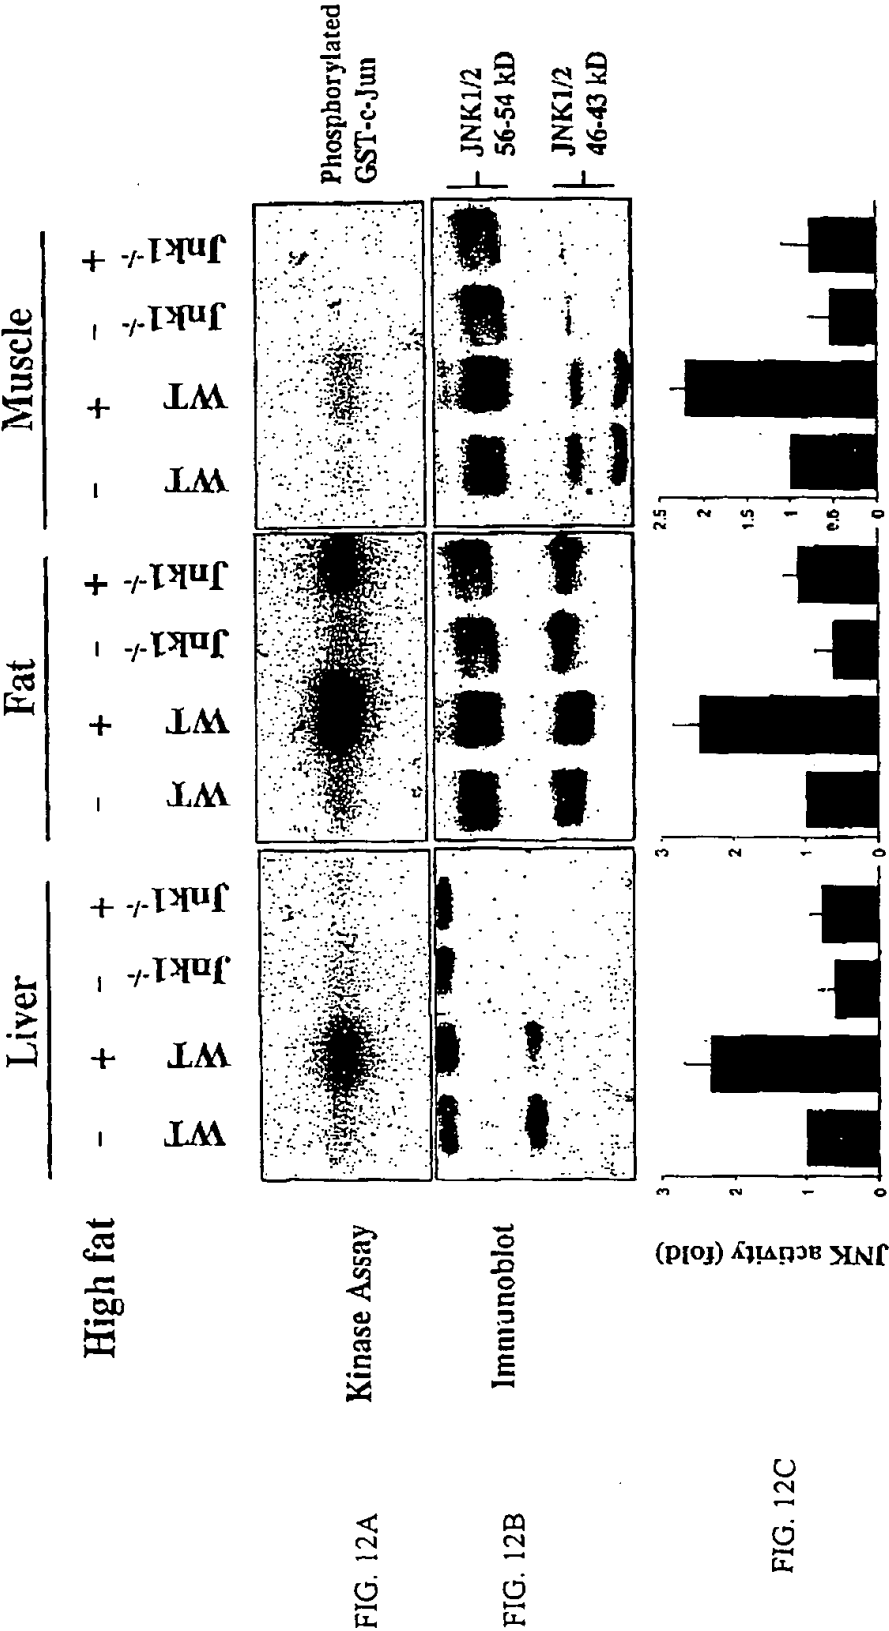 Liver Fat Muscle
High fat - + - + - + - + - + - +
WT WT Jnk1-/- Jnk1-/- WT WT Jnk1-/- Jnk1-/- WT WT Jnk1-/- Jnk1-/-
FIG. 12A
Kinase Assay
Phosphorylated
GST-c-Jun
FIG. 12B
Immunoblot
JNK1/2
56-54 kD
JNK1/2
46-43 kD
FIG. 12C
JNK activity (fold)
3
2
1
0
3
2
1
0
2.5
2
1.5
1
0.5
0